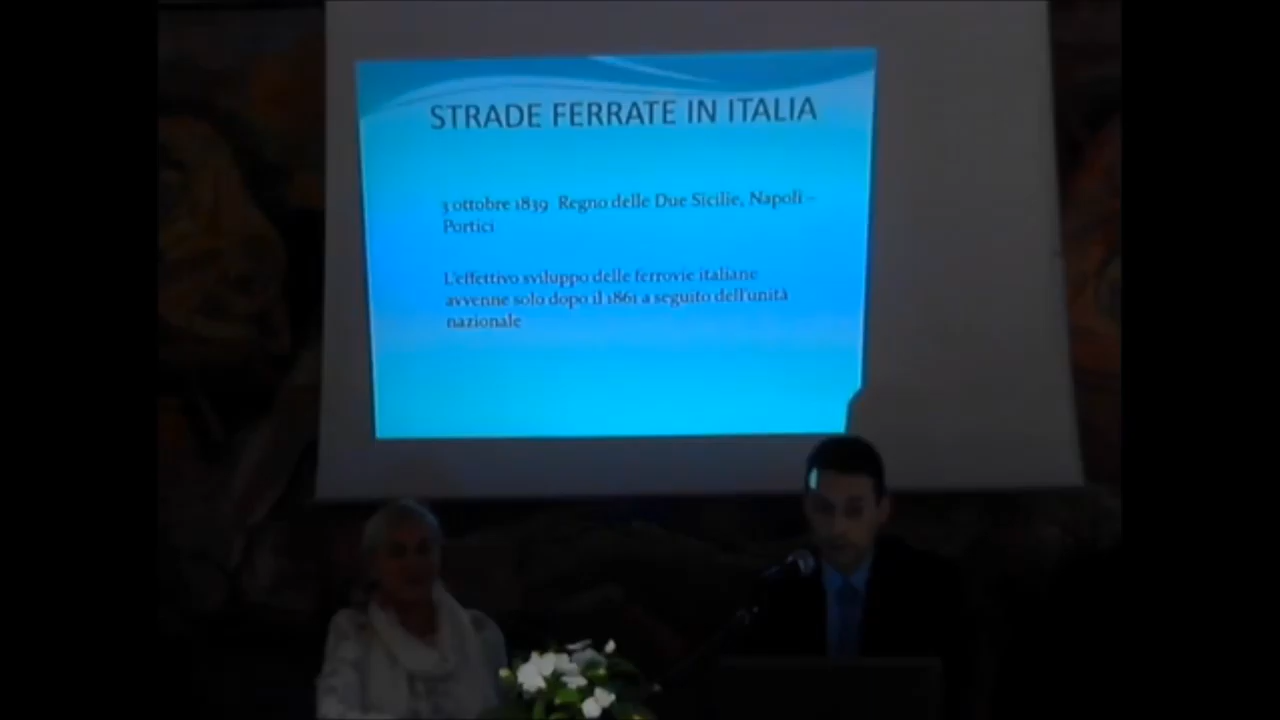 STRADE FERRATE IN ITALIA
3 ottobre 1839 Regno delle Due Sicilie, Napoli –
Portici
L'effettivo sviluppo delle ferrovie italiane
avvenne solo dopo il 1861 a seguito dell'unità
nazionale